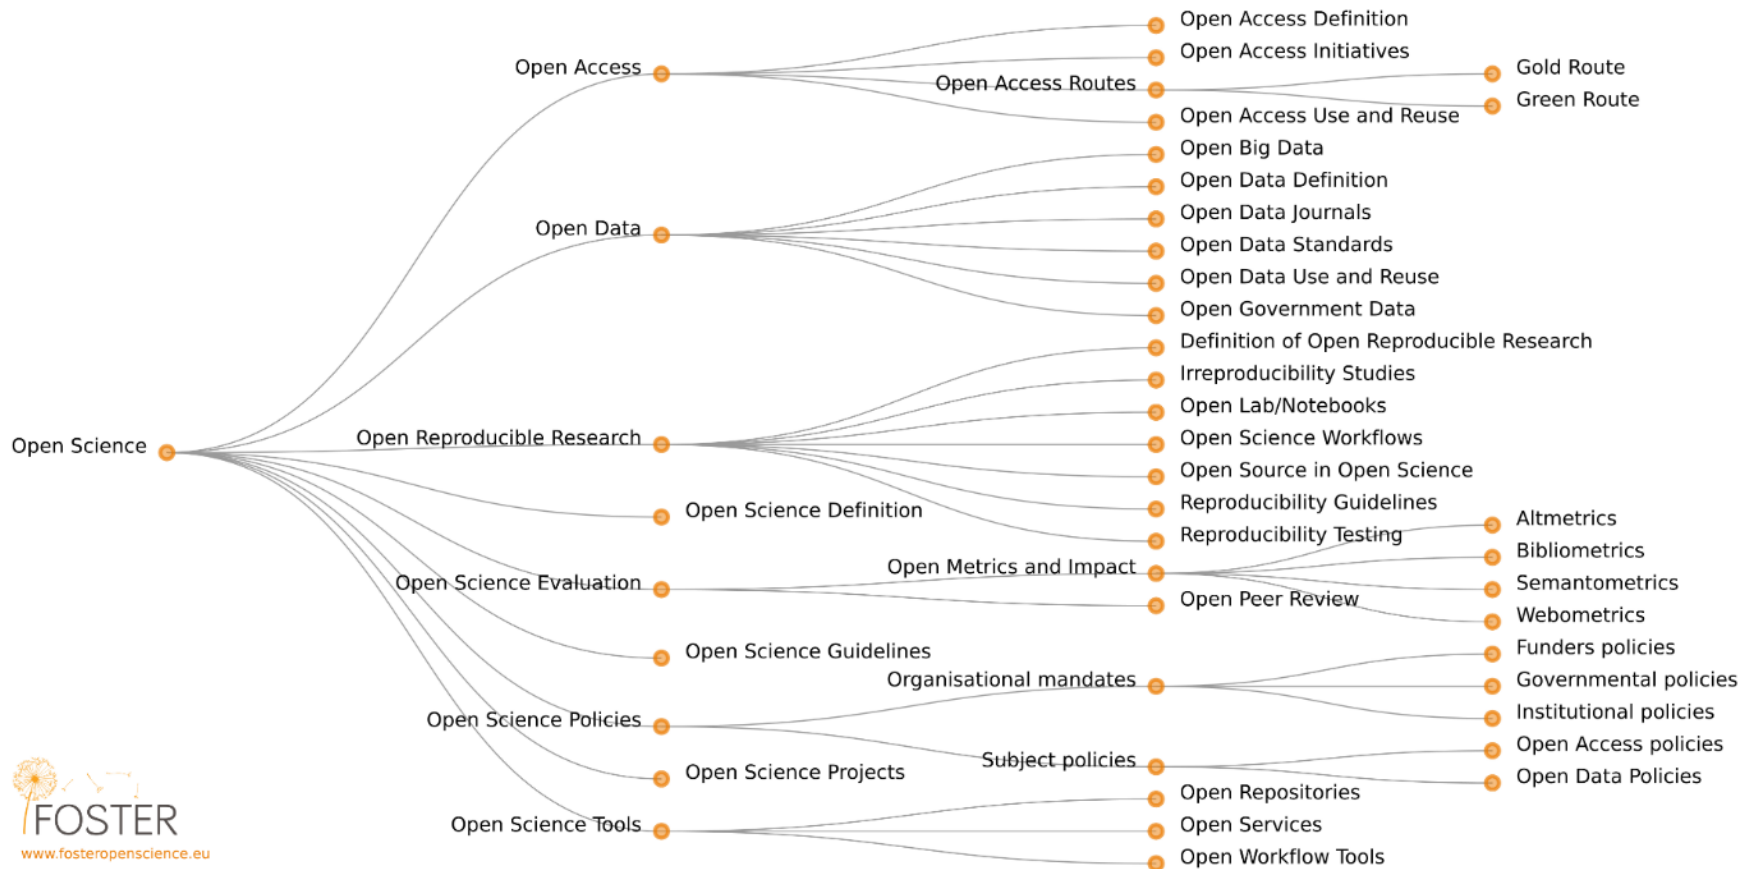 Open Science
Open Access
Open Access Definition
Open Access Initiatives
Open Access Routes
Gold Route
Green Route
Open Access Use and Reuse
Open Data
Open Big Data
Open Data Definition
Open Data Journals
Open Data Standards
Open Data Use and Reuse
Open Government Data
Open Reproducible Research
Definition of Open Reproducible Research
Irreproducibility Studies
Open Lab/Notebooks
Open Science Workflows
Open Source in Open Science
Reproducibility Guidelines
Reproducibility Testing
Open Science Definition
Open Science Evaluation
Open Metrics and Impact
Altmetrics
Bibliometrics
Semantometrics
Webometrics
Open Peer Review
Open Science Guidelines
Open Science Policies
Organisational mandates
Funders policies
Governmental policies
Institutional policies
Subject policies
Open Access policies
Open Data Policies
Open Science Projects
Open Science Tools
Open Repositories
Open Services
Open Workflow Tools
FOSTER
www.fosteropenscience.eu